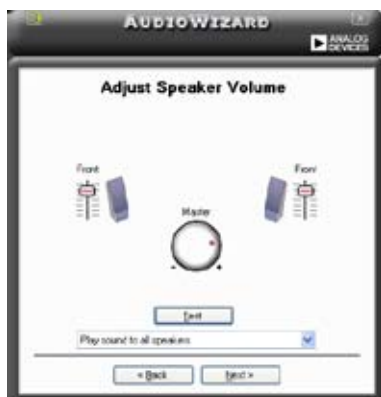 AUDIOWIZARD
ANALOG DEVICES
Adjust Speaker Volume
Front
Front
Master
- +
Test
Play sound to all speakers
< Back
Next >